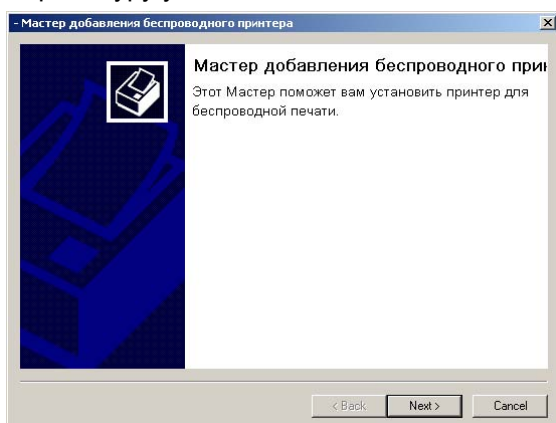 - Мастер добавления беспроводного принтера
Мастер добавления беспроводного прин
Этот Мастер поможет вам установить принтер для
беспроводной печати.
< Back
Next >
Cancel